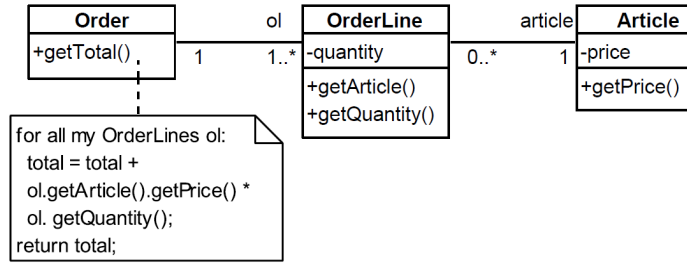 Order
+getTotal()
1
ol
1..*
OrderLine
-quantity
+getArticle()
+getQuantity()
0..*
article
1
Article
-price
+getPrice()
for all my OrderLines ol:
total = total +
ol.getArticle().getPrice() *
ol. getQuantity();
return total;